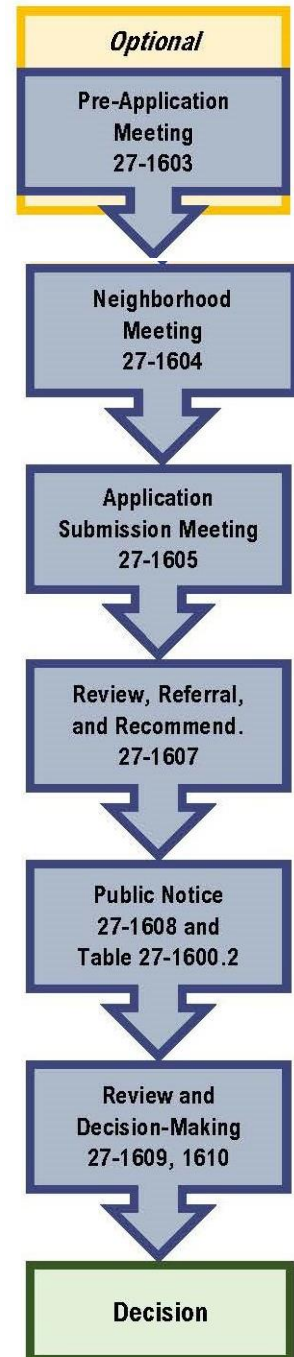 Optional
Pre-Application
Meeting
27-1603
Neighborhood
Meeting
27-1604
Application
Submission Meeting
27-1605
Review, Referral,
and Recommend.
27-1607
Public Notice
27-1608 and
Table 27-1600.2
Review and
Decision-Making
27-1609, 1610
Decision